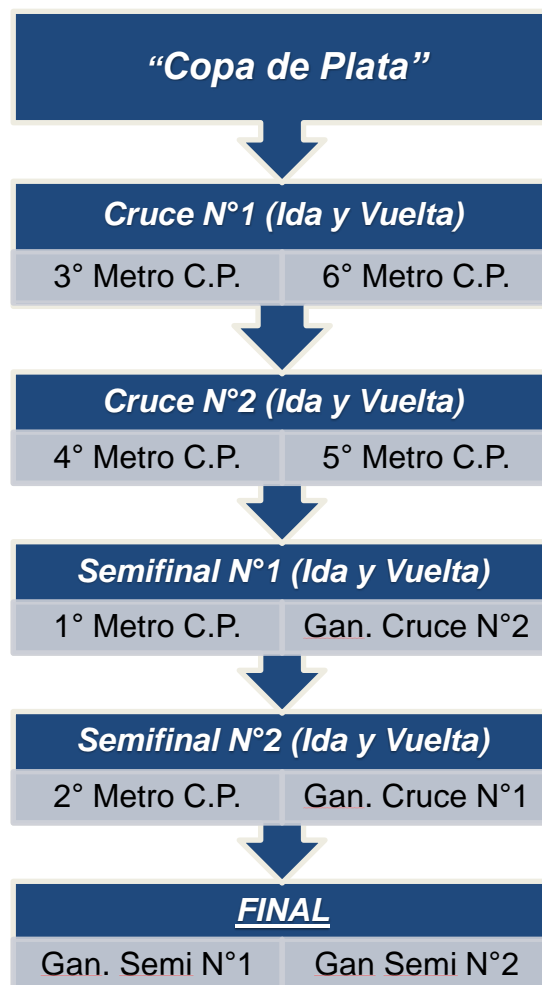 “Copa de Plata”
Cruce N°1 (Ida y Vuelta)
3° Metro C.P. 6° Metro C.P.
Cruce N°2 (Ida y Vuelta)
4° Metro C.P. 5° Metro C.P.
Semifinal N°1 (Ida y Vuelta)
1° Metro C.P. Gan. Cruce N°2
Semifinal N°2 (Ida y Vuelta)
2° Metro C.P. Gan. Cruce N°1
FINAL
Gan. Semi N°1 Gan Semi N°2